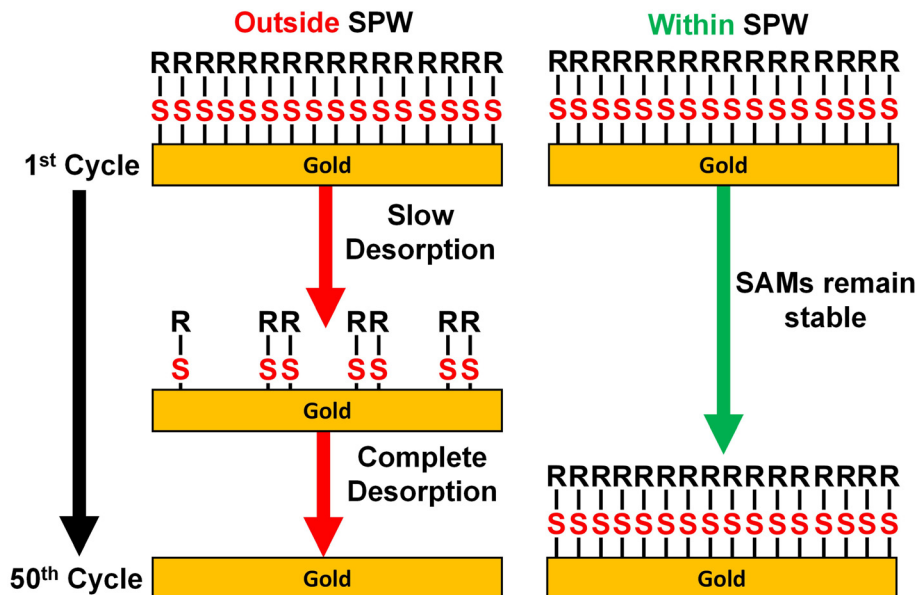 Outside SPW
RRRRRRRRRRRRRRRR
SSSSSSSSSSSSSSSS
Gold
1st Cycle
Slow
Desorption
R RR RR RR
S SS SS SS
Gold
Complete
Desorption
50th Cycle
Gold
Within SPW
RRRRRRRRRRRRRRRR
SSSSSSSSSSSSSSSS
Gold
SAMs remain
stable
RRRRRRRRRRRRRRRR
SSSSSSSSSSSSSSSS
Gold